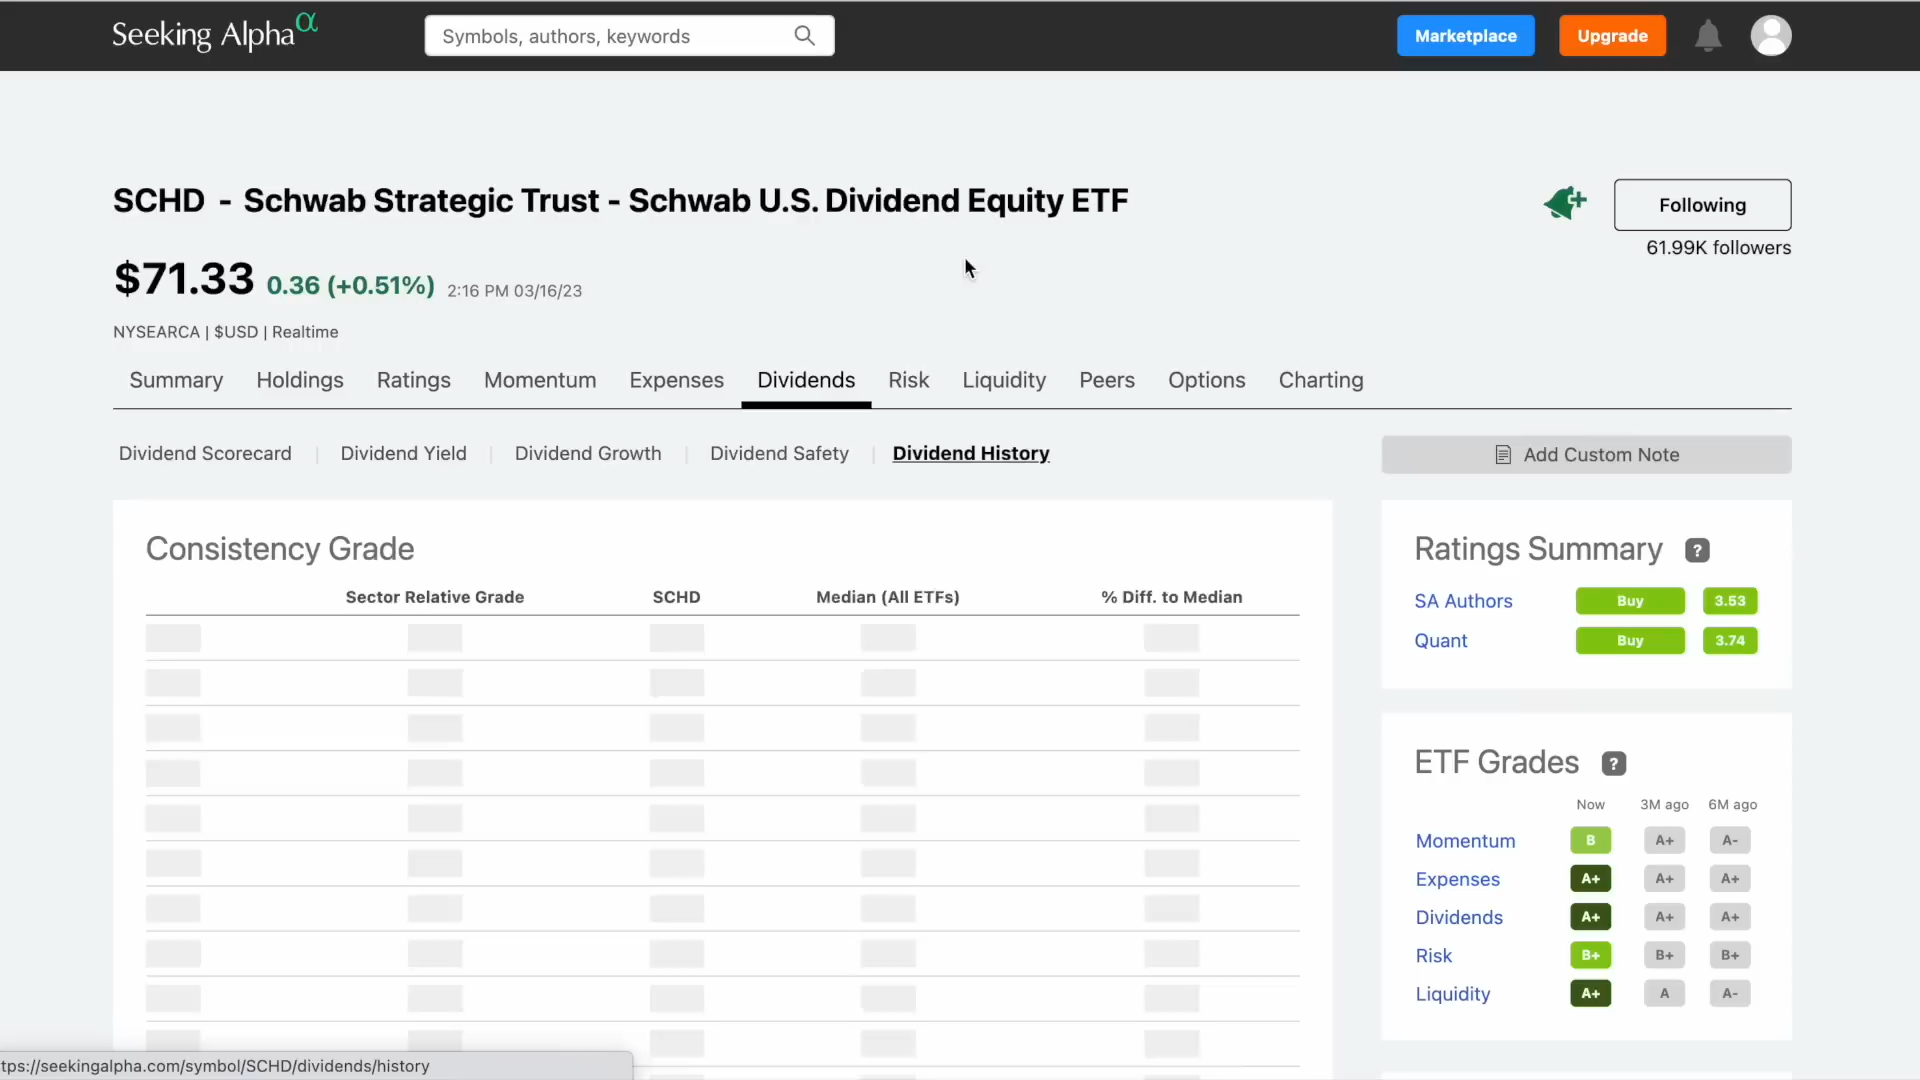 Seeking Alpha α
Symbols, authors, keywords
Marketplace
Upgrade
SCHD - Schwab Strategic Trust - Schwab U.S. Dividend Equity ETF
Following
61.99K followers
$71.33 0.36 (+0.51%) 2:16 PM 03/16/23
NYSEARCA | $USD | Realtime
Summary Holdings Ratings Momentum Expenses Dividends Risk Liquidity Peers Options Charting
Dividend Scorecard | Dividend Yield | Dividend Growth | Dividend Safety | Dividend History
Add Custom Note
Consistency Grade
Sector Relative Grade SCHD Median (All ETFs) % Diff. to Median
Ratings Summary ?
SA Authors Buy 3.53
Quant Buy 3.74
ETF Grades ?
Now 3M ago 6M ago
Momentum B A+ A-
Expenses A+ A+ A+
Dividends A+ A+ A+
Risk B+ B+ B+
Liquidity A+ A A-
tps://seekingalpha.com/symbol/SCHD/dividends/history